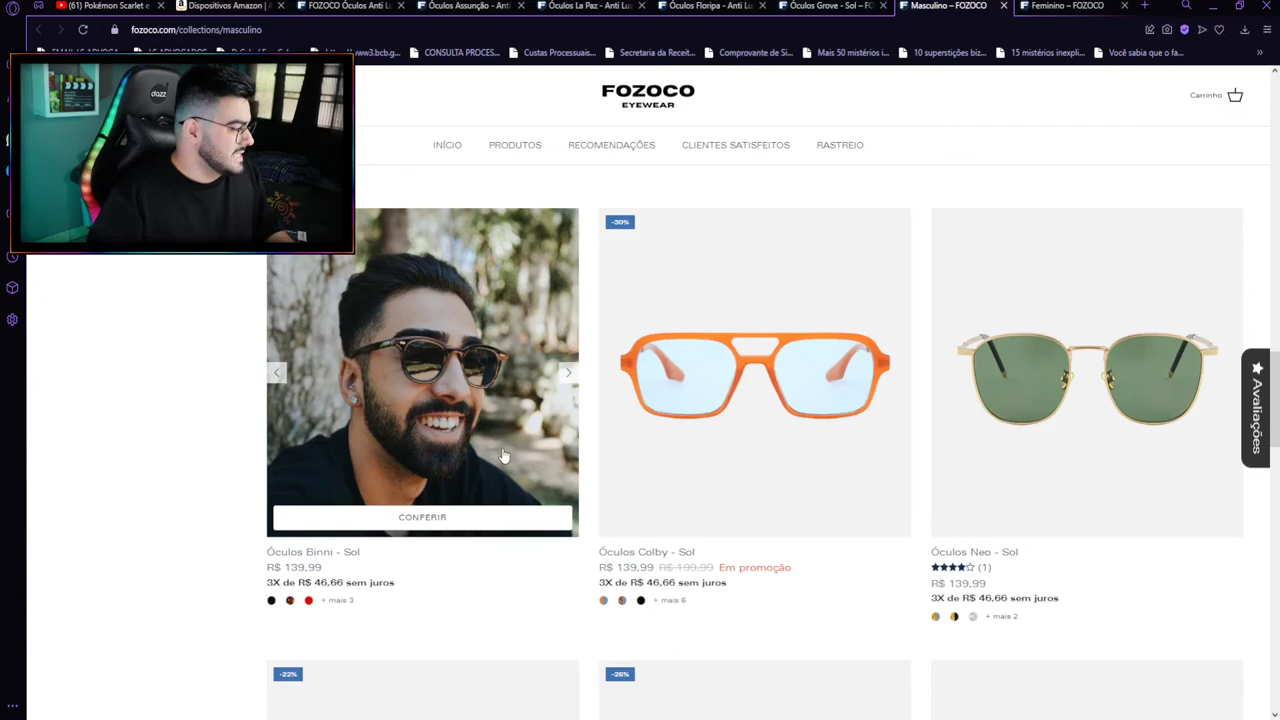 (61) Pokémon Scarlet e
Dispositivos Amazon |
FOZOCO Óculos Anti Lu
Óculos Assunção - Anti
Óculos La Paz - Anti Lu
Óculos Floripa - Anti Lu
Óculos Grove - Sol – FO
Masculino – FOZOCO
Feminino – FOZOCO
fozoco.com/collections/masculino
CONSULTA PROCES...
Custas Processuais...
Secretaria da Receit...
Comprovante de Si...
Mais 50 mistérios i...
10 superstições biz...
15 mistérios inexpli...
Você sabia que o fa...
dazz
FOZOCO
EYEWEAR
Carrinho
INÍCIO
PRODUTOS
RECOMENDAÇÕES
CLIENTES SATISFEITOS
RASTREIO
-30%
CONFERIR
Avaliações
Óculos Binni - Sol
R$ 139,99
3X de R$ 46,66 sem juros
+ mais 3
Óculos Colby - Sol
R$ 139,99 R$ 199,99 Em promoção
3X de R$ 46,66 sem juros
+ mais 6
Óculos Neo - Sol
(1)
R$ 139,99
3X de R$ 46,66 sem juros
+ mais 2
-22%
-26%